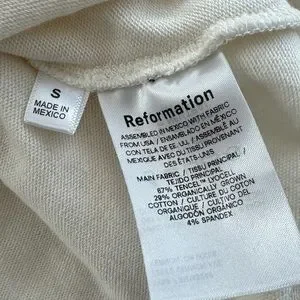 S
MADE IN
MEXICO
Reformation
ASSEMBLED IN MEXICO WITH FABRIC
FROM USA / ENSAMBLADO EN MÉXICO
CON TELA DE EE. UU. / ASSEMBLÉ AU
MEXIQUE AVEC DU TISSU PROVENANT
DES ÉTATS-UNIS
MAIN FABRIC / TISSU PRINCIPAL /
TEJIDO PRINCIPAL
67% TENCEL™ LYOCELL
29% ORGANICALLY GROWN
COTTON / CULTURE DU COTON
ORGANIQUE / CULTIVO DEL
ALGODÓN ORGÁNICO
4% SPANDEX